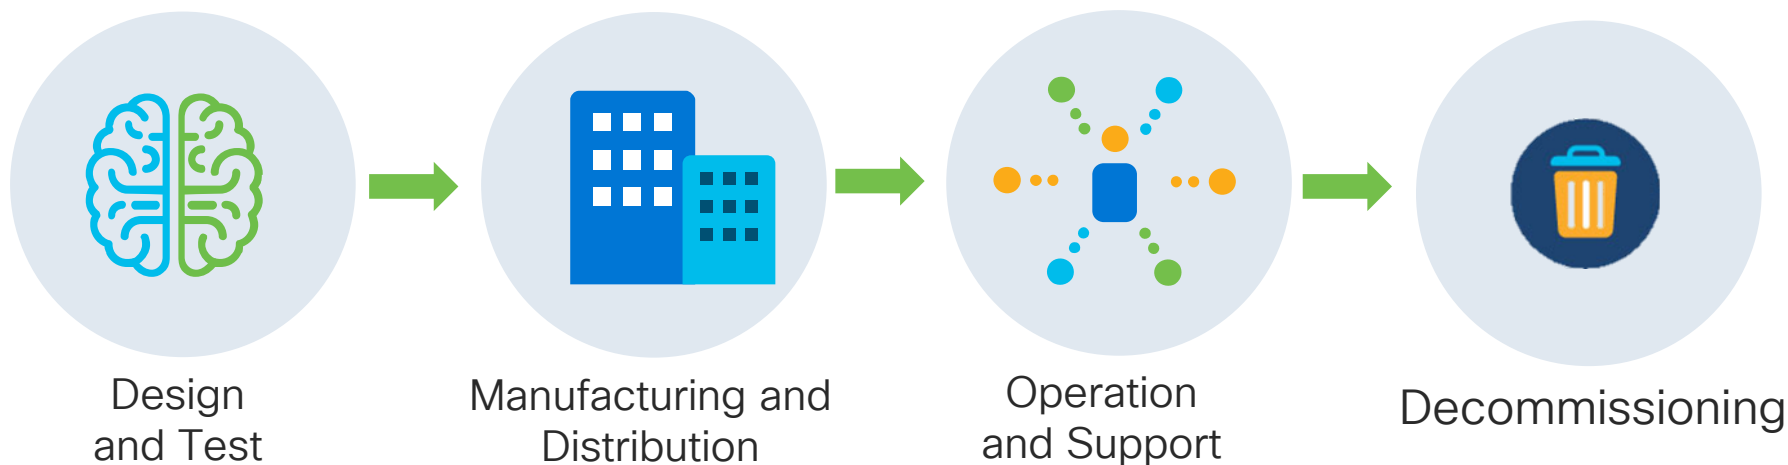 Design
and Test
Manufacturing and
Distribution
Operation
and Support
Decommissioning